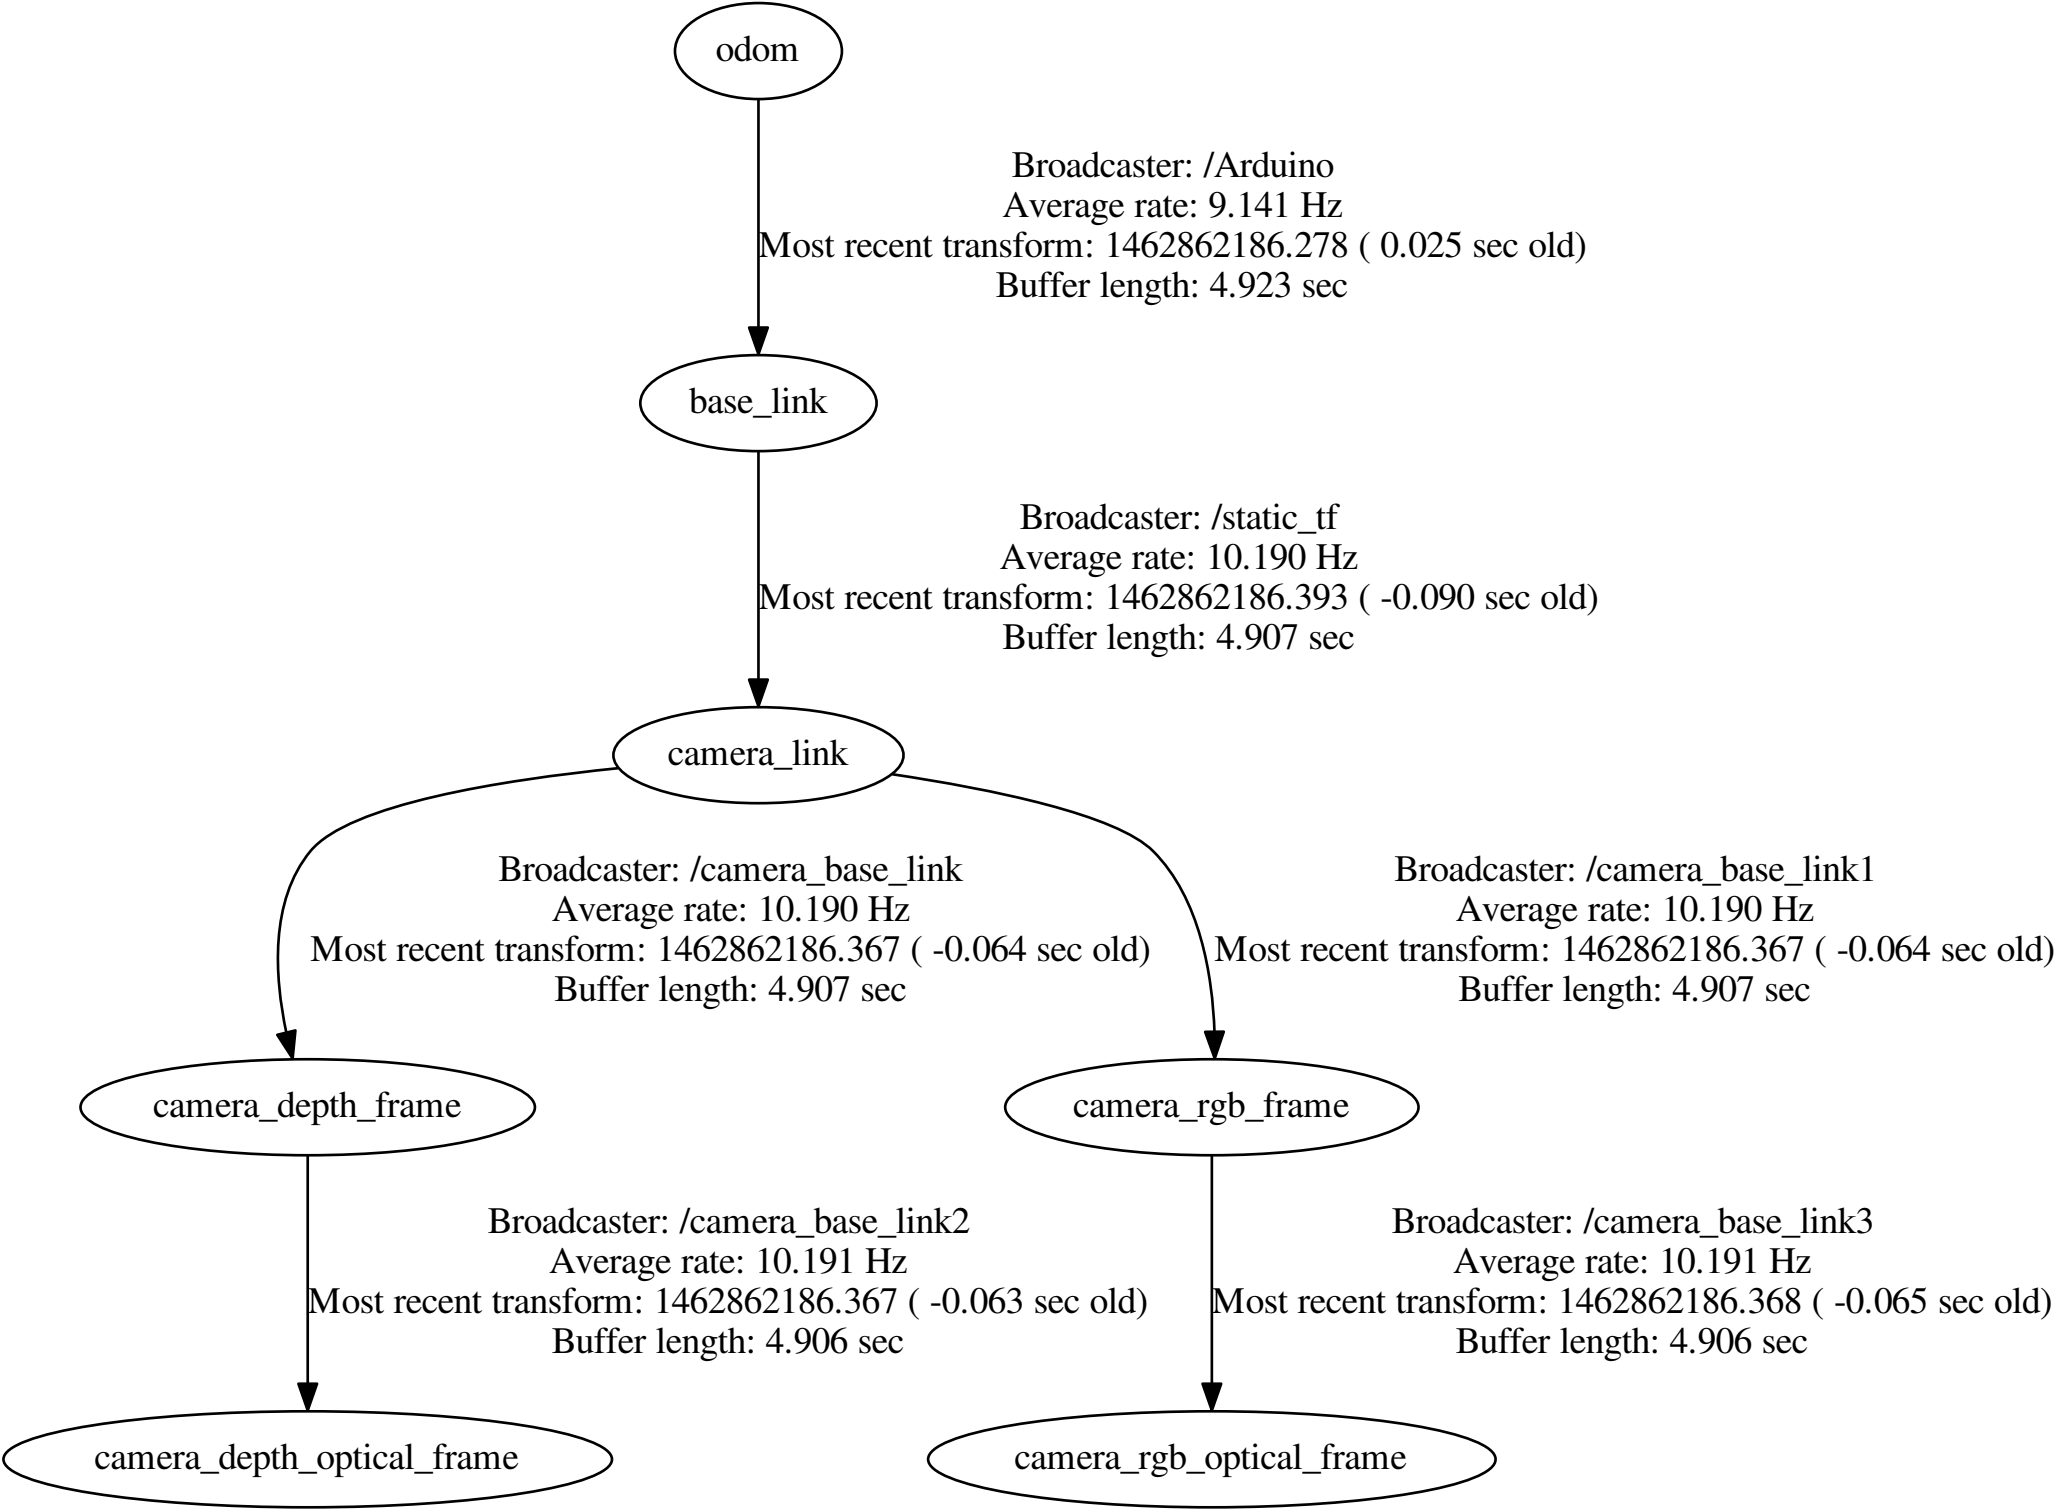 odom
Broadcaster: /Arduino
Average rate: 9.141 Hz
Most recent transform: 1462862186.278 ( 0.025 sec old)
Buffer length: 4.923 sec
base_link
Broadcaster: /static_tf
Average rate: 10.190 Hz
Most recent transform: 1462862186.393 ( -0.090 sec old)
Buffer length: 4.907 sec
camera_link
Broadcaster: /camera_base_link
Average rate: 10.190 Hz
Most recent transform: 1462862186.367 ( -0.064 sec old)
Buffer length: 4.907 sec
Broadcaster: /camera_base_link1
Average rate: 10.190 Hz
Most recent transform: 1462862186.367 ( -0.064 sec old)
Buffer length: 4.907 sec
camera_depth_frame
camera_rgb_frame
Broadcaster: /camera_base_link2
Average rate: 10.191 Hz
Most recent transform: 1462862186.367 ( -0.063 sec old)
Buffer length: 4.906 sec
Broadcaster: /camera_base_link3
Average rate: 10.191 Hz
Most recent transform: 1462862186.368 ( -0.065 sec old)
Buffer length: 4.906 sec
camera_depth_optical_frame
camera_rgb_optical_frame